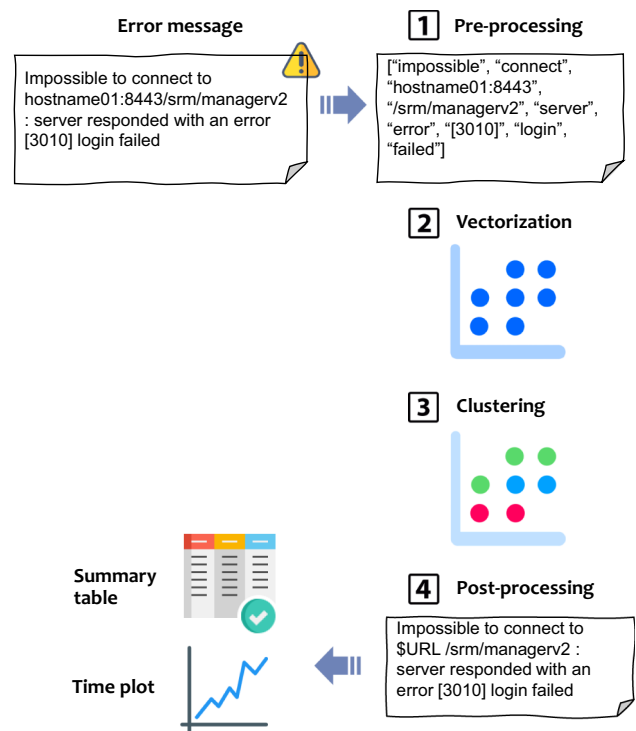 Error message
Impossible to connect to
hostname01:8443/srm/managerv2
: server responded with an error
[3010] login failed
1 Pre-processing
[“impossible”, “connect”,
“hostname01:8443”,
“/srm/managerv2”, “server”,
“error”, “[3010]”, “login”,
“failed”]
2 Vectorization
3 Clustering
4 Post-processing
Impossible to connect to
$URL /srm/managerv2 :
server responded with an
error [3010] login failed
Summary
table
Time plot